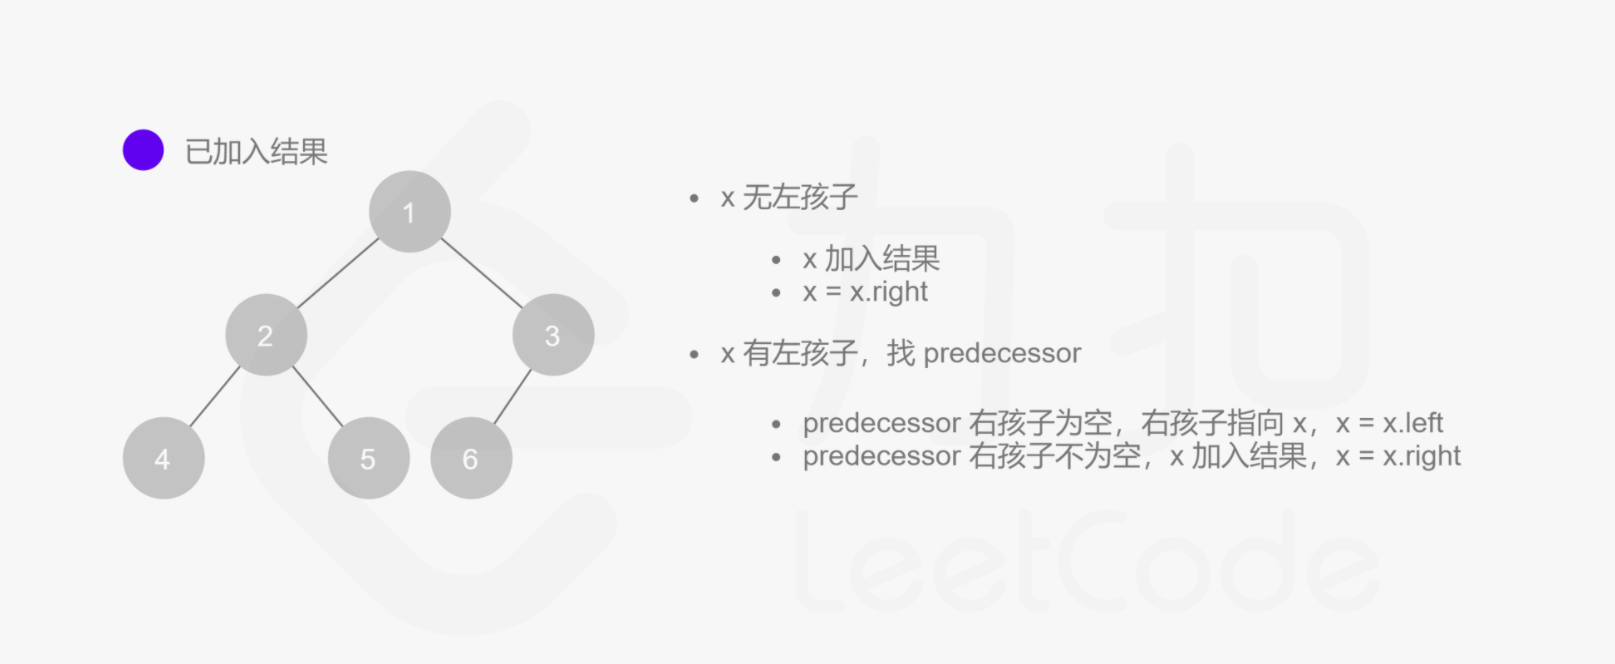 已加入结果
1
2
3
4
5
6
• x 无左孩子
• x 加入结果
• x = x.right
• x 有左孩子，找 predecessor
• predecessor 右孩子为空，右孩子指向 x，x = x.left
• predecessor 右孩子不为空，x 加入结果，x = x.right
力扣
LeetCode